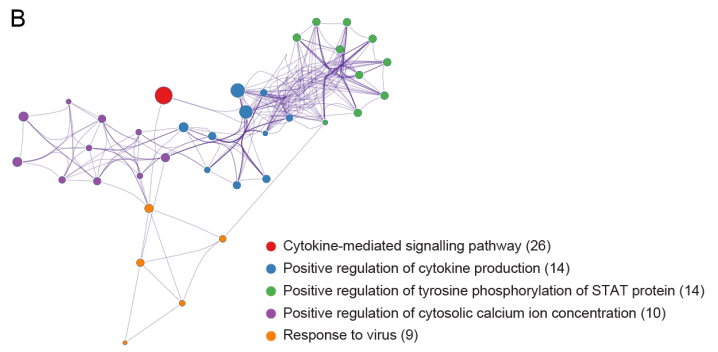 B
Cytokine-mediated signalling pathway (26)
Positive regulation of cytokine production (14)
Positive regulation of tyrosine phosphorylation of STAT protein (14)
Positive regulation of cytosolic calcium ion concentration (10)
Response to virus (9)